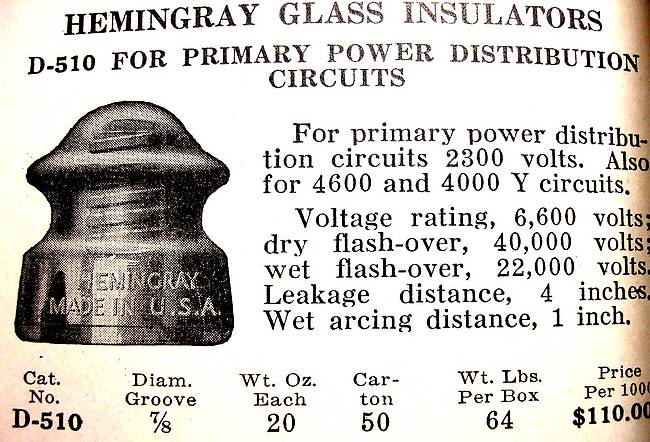 HEMINGRAY GLASS INSULATORS
D-510 FOR PRIMARY POWER DISTRIBUTION
CIRCUITS
For primary power distribu-
tion circuits 2300 volts. Also
for 4600 and 4000 Y circuits.
Voltage rating, 6,600 volts;
dry flash-over, 40,000 volts;
wet flash-over, 22,000 volts.
Leakage distance, 4 inches.
Wet arcing distance, 1 inch.
HEMINGRAY
MADE IN U.S.A.
Cat. Diam. Wt. Oz. Car- Wt. Lbs. Price
No. Groove Each ton Per Box Per 1000
D-510 ⅞ 20 50 64 $110.00